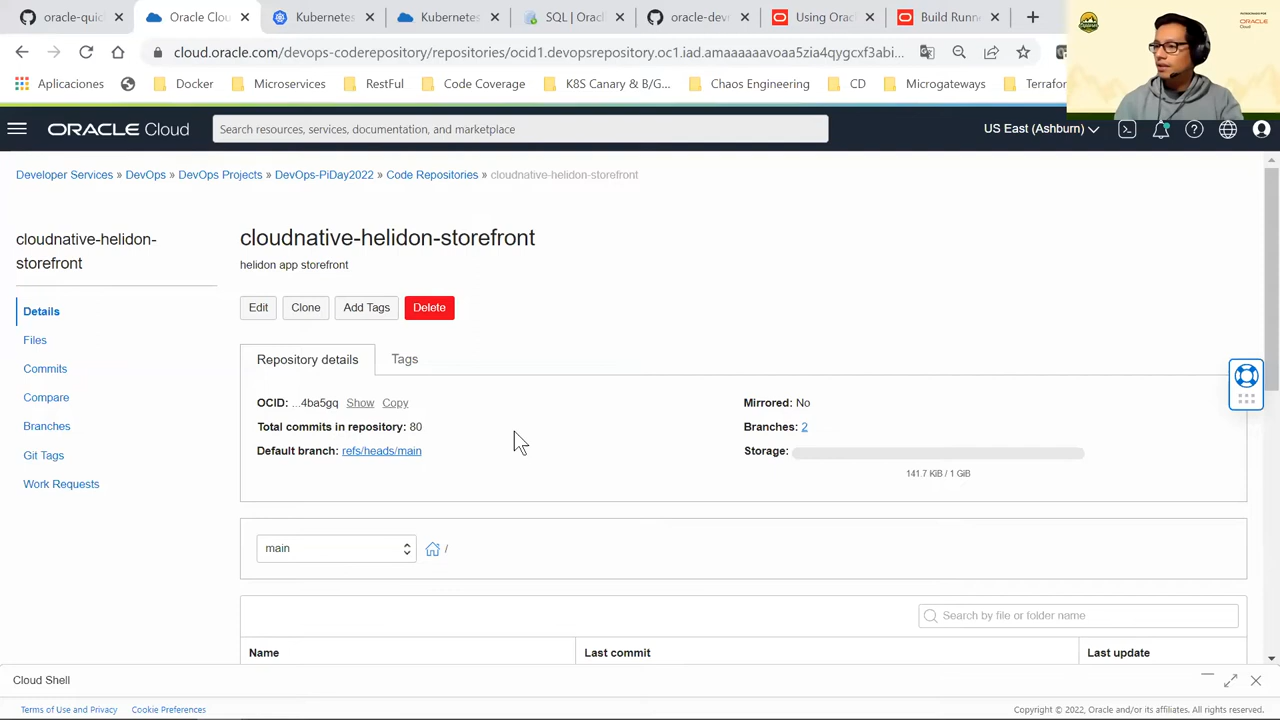 oracle-quick
Oracle Clou
Kubernetes
Kubernetes
oracle-dev
Using Orac
Build Runn
cloud.oracle.com/devops-coderepository/repositories/ocid1.devopsrepository.oc1.iad.amaaaaaavoaa5zia4qygcxf3abi
Aplicaciones
Docker
Microservices
RestFul
Code Coverage
K8S Canary & B/G...
Chaos Engineering
CD
Microgateways
Terrafor
ORACLE Cloud
Search resources, services, documentation, and marketplace
US East (Ashburn)
Developer Services » DevOps » DevOps Projects » DevOps-PiDay2022 » Code Repositories » cloudnative-helidon-storefront
cloudnative-helidon-
storefront
Details
Files
Commits
Compare
Branches
Git Tags
Work Requests
cloudnative-helidon-storefront
helidon app storefront
Edit
Clone
Add Tags
Delete
Repository details
Tags
OCID: ...4ba5gq Show Copy
Total commits in repository: 80
Default branch: refs/heads/main
Mirrored: No
Branches: 2
Storage:
141.7 KiB / 1 GiB
main
/
Search by file or folder name
Name
Last commit
Last update
Cloud Shell
Terms of Use and Privacy
Cookie Preferences
Copyright © 2022, Oracle and/or its affiliates. All rights reserved.
ORACLE
Cloud